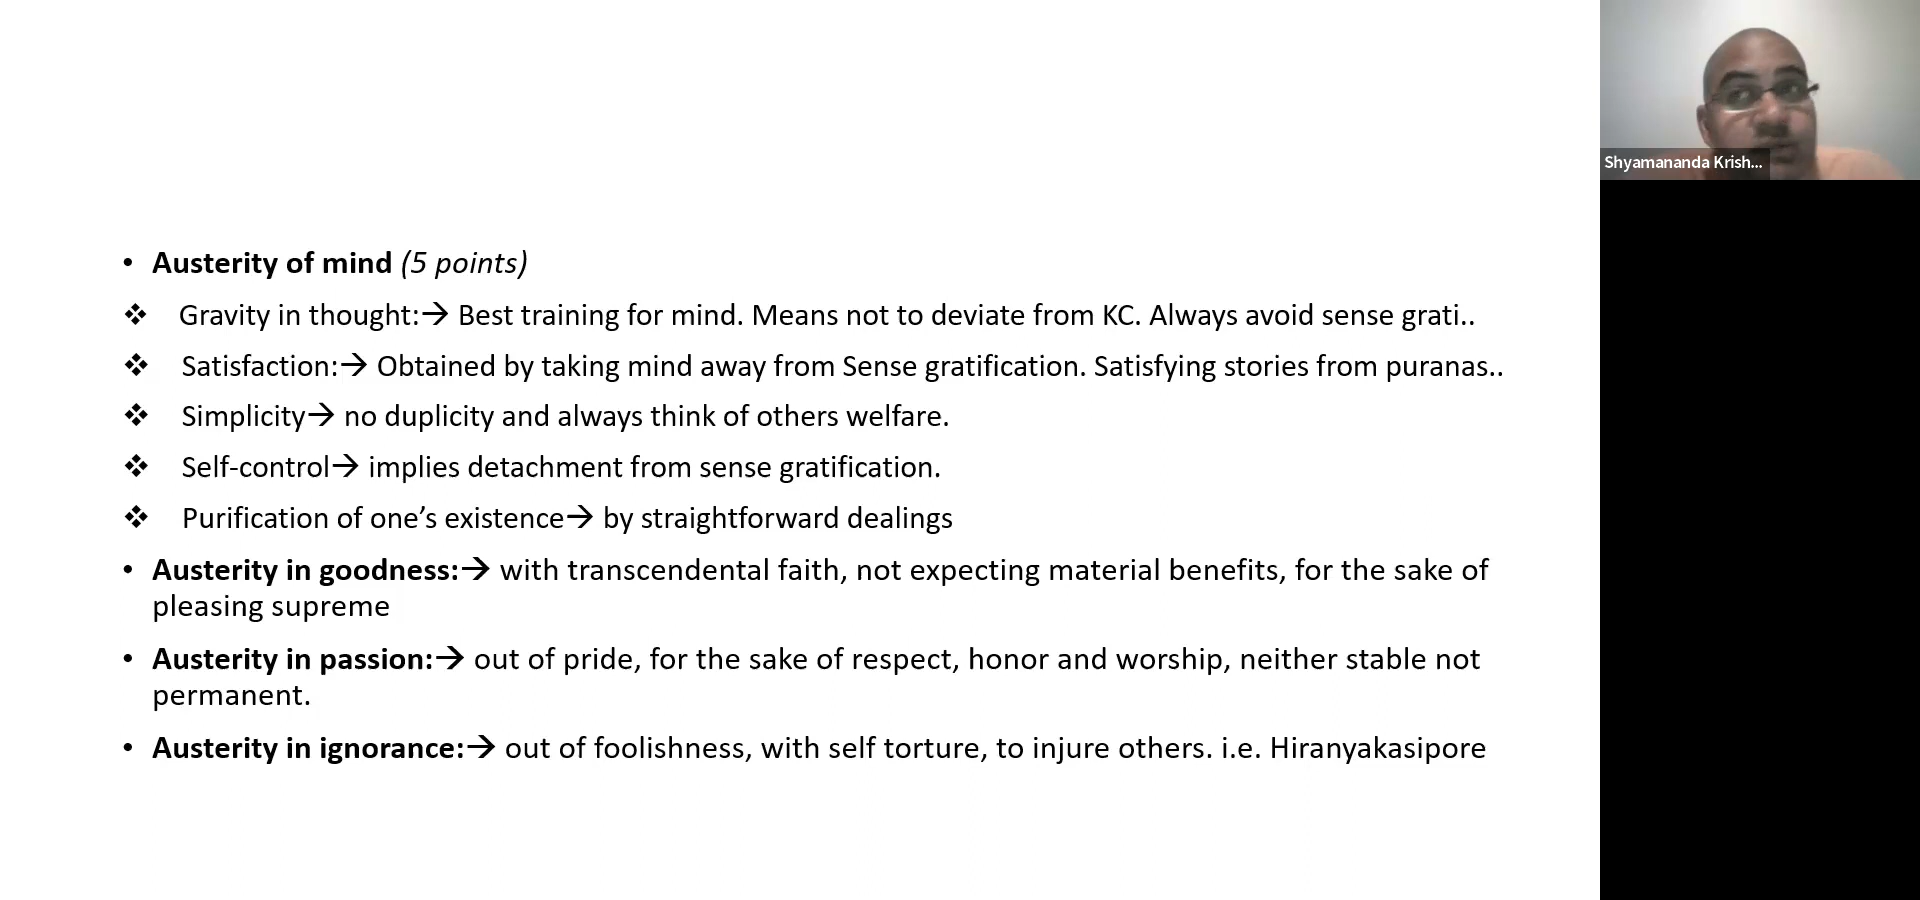 • Austerity of mind (5 points)
❖ Gravity in thought:→ Best training for mind. Means not to deviate from KC. Always avoid sense grati..
❖ Satisfaction:→ Obtained by taking mind away from Sense gratification. Satisfying stories from puranas..
❖ Simplicity→ no duplicity and always think of others welfare.
❖ Self-control→ implies detachment from sense gratification.
❖ Purification of one’s existence→ by straightforward dealings
• Austerity in goodness:→ with transcendental faith, not expecting material benefits, for the sake of
pleasing supreme
• Austerity in passion:→ out of pride, for the sake of respect, honor and worship, neither stable not
permanent.
• Austerity in ignorance:→ out of foolishness, with self torture, to injure others. i.e. Hiranyakasipore
Shyamananda Krish...